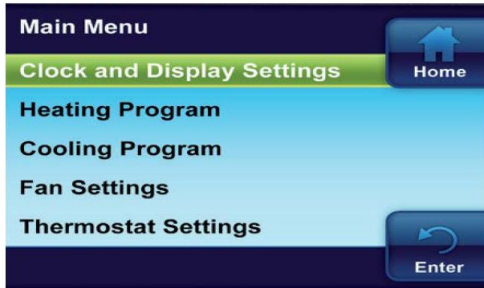 Main Menu
Clock and Display Settings
Home
Heating Program
Cooling Program
Fan Settings
Thermostat Settings
Enter